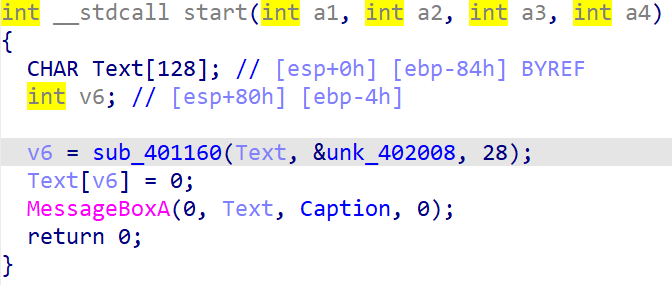 int __stdcall start(int a1, int a2, int a3, int a4)
{
  CHAR Text[128]; // [esp+0h] [ebp-84h] BYREF
  int v6; // [esp+80h] [ebp-4h]

  v6 = sub_401160(Text, &unk_402008, 28);
  Text[v6] = 0;
  MessageBoxA(0, Text, Caption, 0);
  return 0;
}